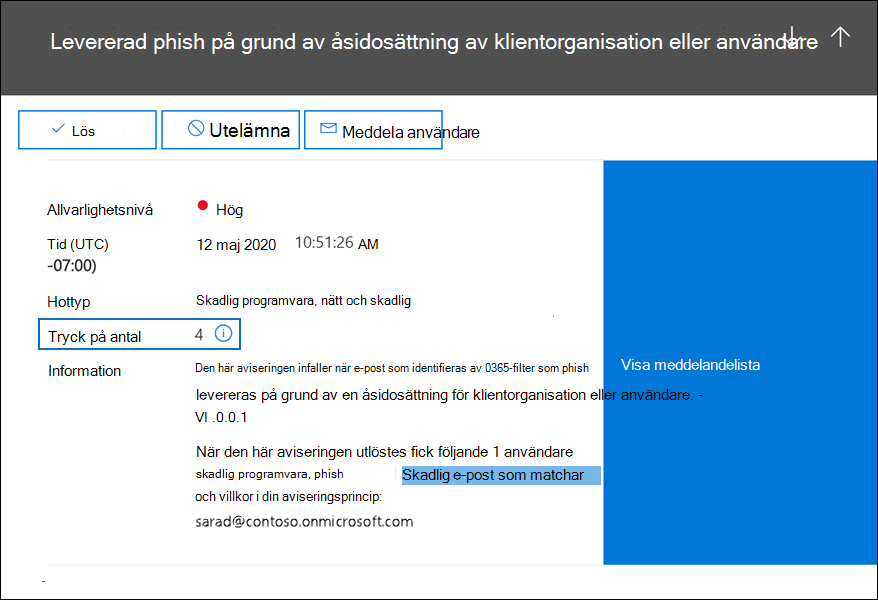 Levererad phish på grund av åsidosättning av klientorganisation eller användare
Lös
Utelämna
Meddela användare
Allvarlighetsnivå
Hög
Tid (UTC)
12 maj 2020 10:51:26 AM
-07:00)
Hottyp
Skadlig programvara, nätt och skadlig
Tryck på antal
4
Information
Den här aviseringen infaller när e-post som identifieras av 0365-filter som phish
levereras på grund av en åsidosättning för klientorganisation eller användare. -
VI .0.0.1
När den här aviseringen utlöstes fick följande 1 användare
skadlig programvara, phish Skadlig e-post som matchar
och villkor i din aviseringsprincip:
sarad@contoso.onmicrosoft.com
Visa meddelandelista